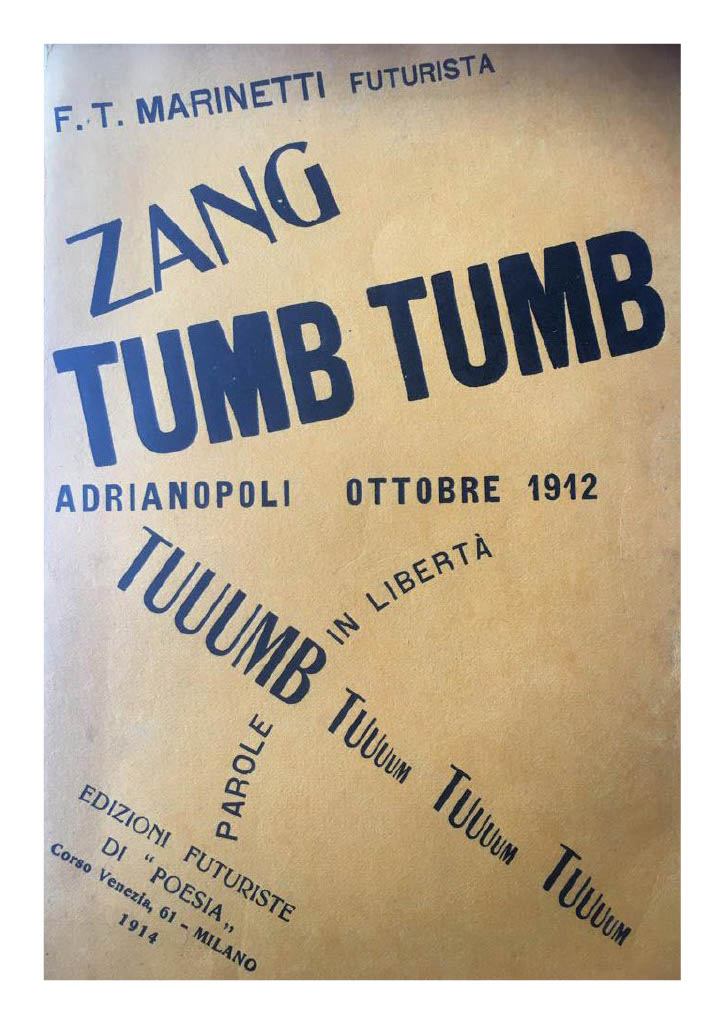 F. T. MARINETTI FUTURISTA
ZANG
TUMB TUMB
ADRIANOPOLI OTTOBRE 1912
TUUUMB
IN LIBERTÀ
PAROLE
TUUUUM
TUUUUM
TUUUUM
EDIZIONI FUTURISTE
DI "POESIA„
Corso Venezia, 61 - MILANO
1914